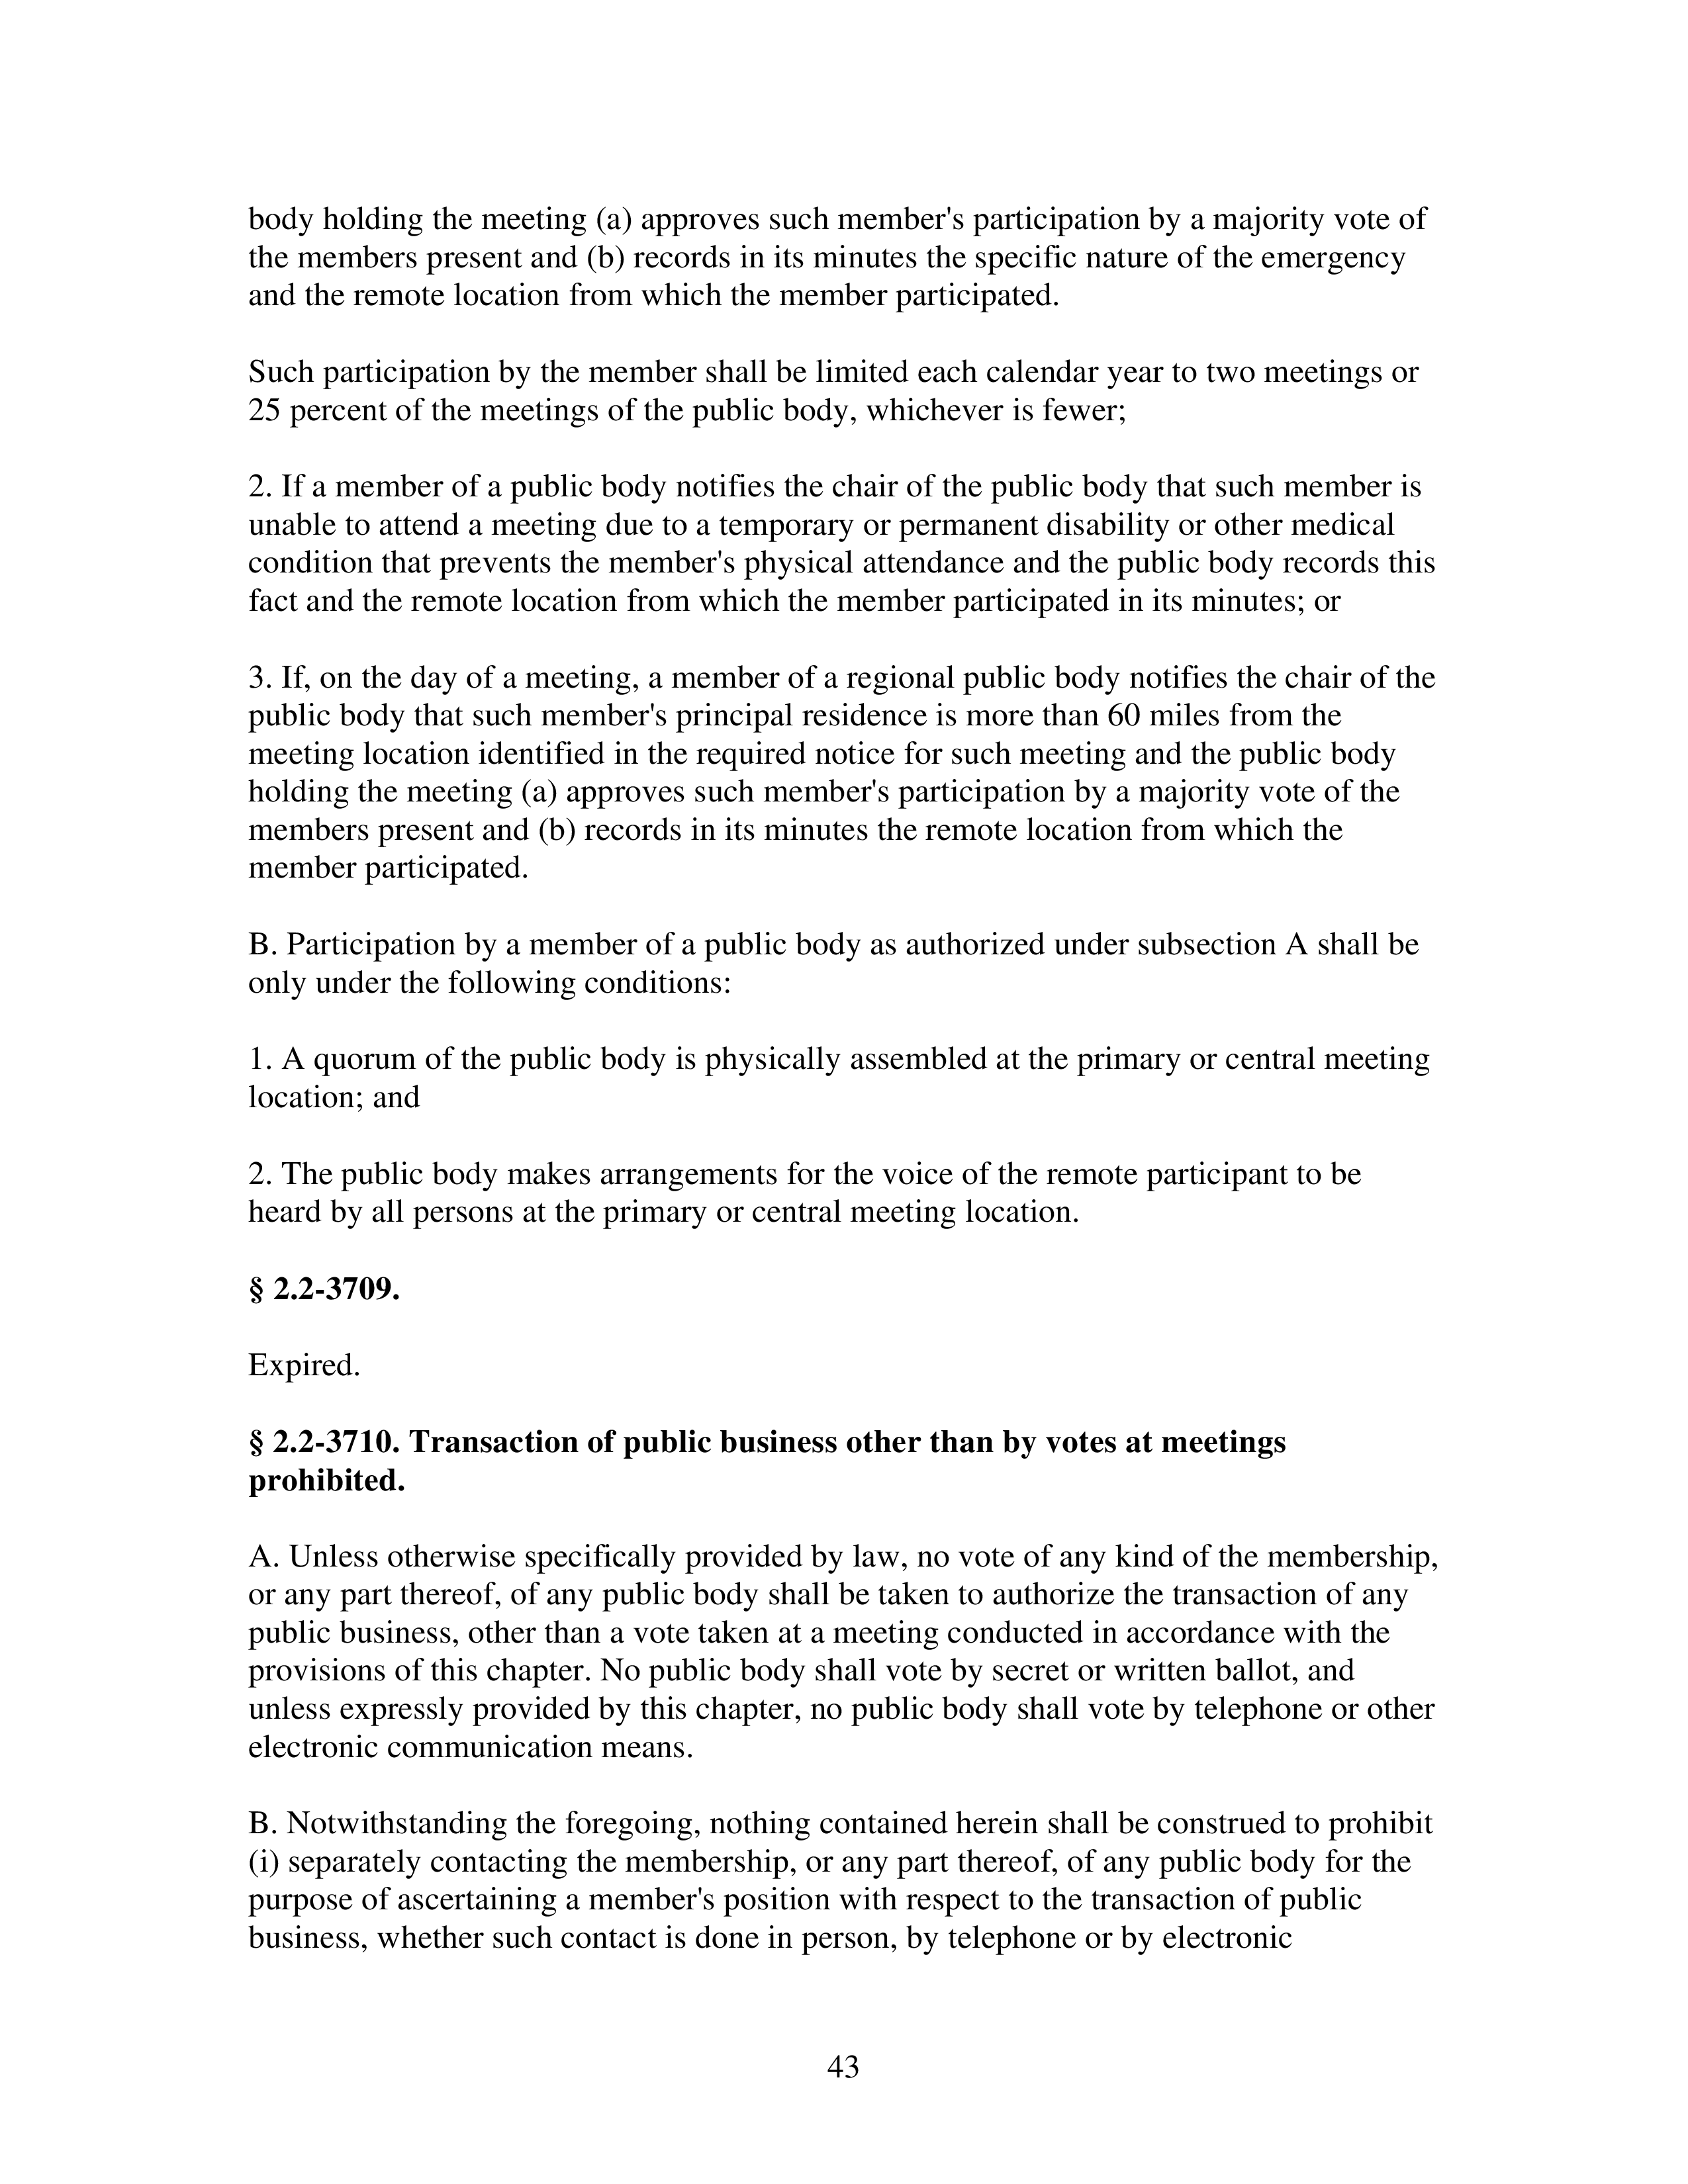 body holding the meeting (a) approves such member's participation by a majority vote of
the members present and (b) records in its minutes the specific nature of the emergency
and the remote location from which the member participated.
Such participation by the member shall be limited each calendar year to two meetings or
25 percent of the meetings of the public body, whichever is fewer;
2. If a member of a public body notifies the chair of the public body that such member is
unable to attend a meeting due to a temporary or permanent disability or other medical
condition that prevents the member's physical attendance and the public body records this
fact and the remote location from which the member participated in its minutes; or
3. If, on the day of a meeting, a member of a regional public body notifies the chair of the
public body that such member's principal residence is more than 60 miles from the
meeting location identified in the required notice for such meeting and the public body
holding the meeting (a) approves such member's participation by a majority vote of the
members present and (b) records in its minutes the remote location from which the
member participated.
B. Participation by a member of a public body as authorized under subsection A shall be
only under the following conditions:
1. A quorum of the public body is physically assembled at the primary or central meeting
location; and
2. The public body makes arrangements for the voice of the remote participant to be
heard by all persons at the primary or central meeting location.
§ 2.2-3709.
Expired.
§ 2.2-3710. Transaction of public business other than by votes at meetings
prohibited.
A. Unless otherwise specifically provided by law, no vote of any kind of the membership,
or any part thereof, of any public body shall be taken to authorize the transaction of any
public business, other than a vote taken at a meeting conducted in accordance with the
provisions of this chapter. No public body shall vote by secret or written ballot, and
unless expressly provided by this chapter, no public body shall vote by telephone or other
electronic communication means.
B. Notwithstanding the foregoing, nothing contained herein shall be construed to prohibit
(i) separately contacting the membership, or any part thereof, of any public body for the
purpose of ascertaining a member's position with respect to the transaction of public
business, whether such contact is done in person, by telephone or by electronic
43